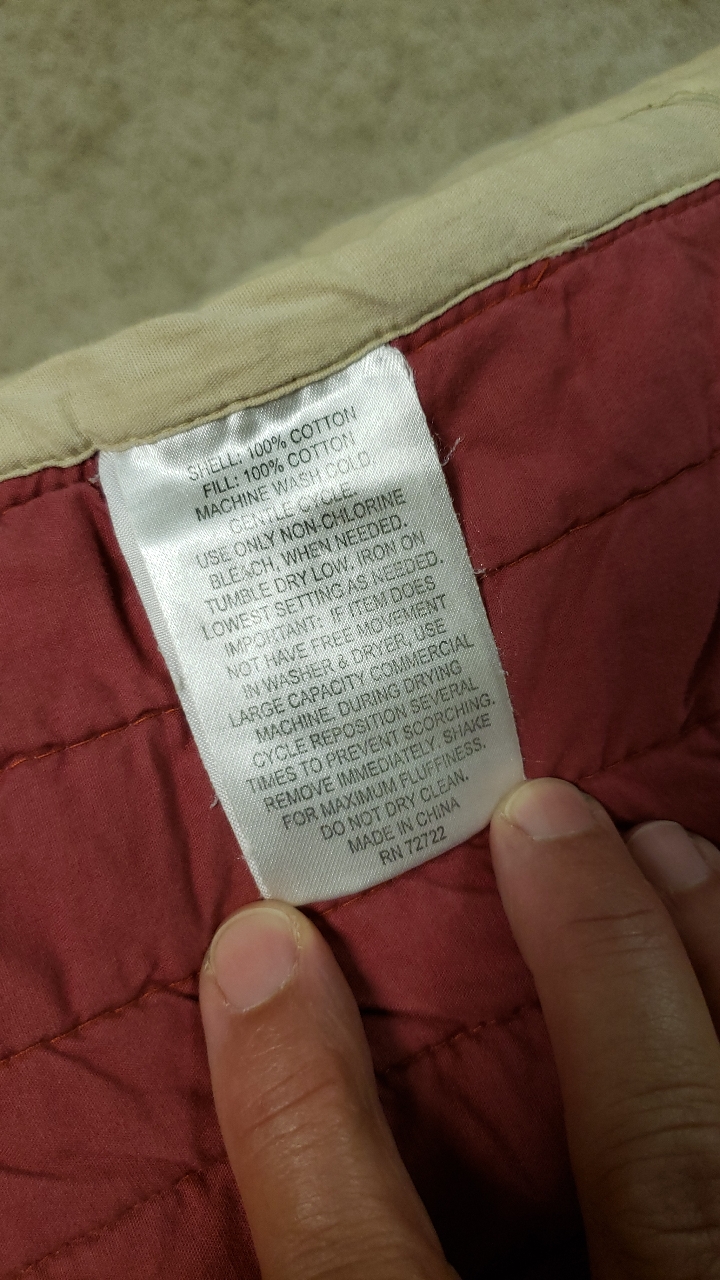 SHELL: 100% COTTON
FILL: 100% COTTON
MACHINE WASH COLD,
GENTLE CYCLE.
USE ONLY NON-CHLORINE
BLEACH, WHEN NEEDED.
TUMBLE DRY LOW, IRON ON
LOWEST SETTING AS NEEDED.
IMPORTANT: IF ITEM DOES
NOT HAVE FREE MOVEMENT
IN WASHER & DRYER, USE
LARGE CAPACITY COMMERCIAL
MACHINE. DURING DRYING
CYCLE REPOSITION SEVERAL
TIMES TO PREVENT SCORCHING.
REMOVE IMMEDIATELY. SHAKE
FOR MAXIMUM FLUFFINESS.
DO NOT DRY CLEAN.
MADE IN CHINA
RN 72722